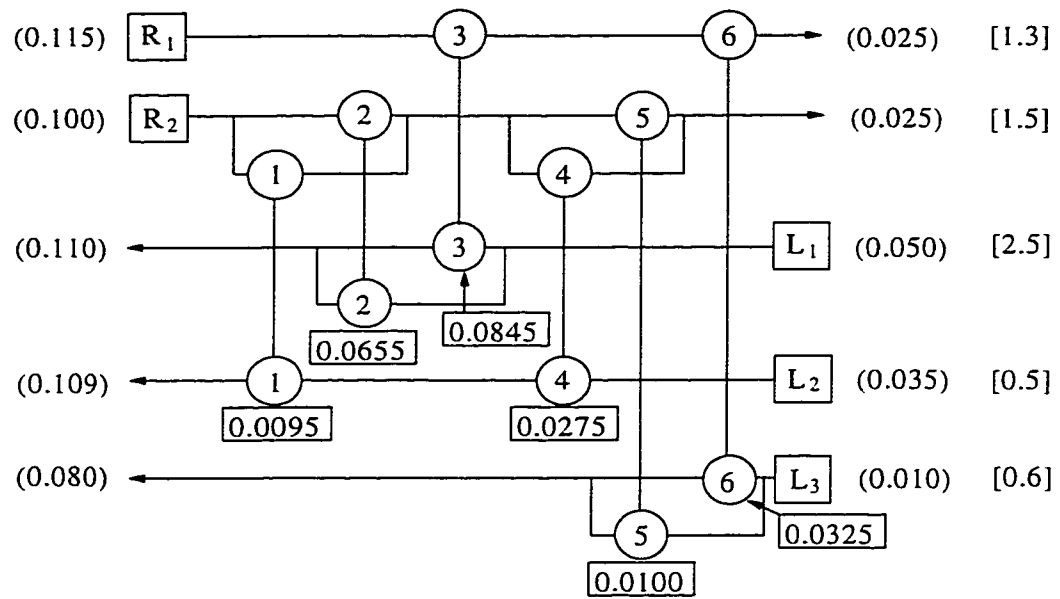 (0.115) R1 3 6 (0.025) [1.3]
(0.100) R2 2 5 (0.025) [1.5]
1 4
(0.110) 3 L1 (0.050) [2.5]
2 0.0845
0.0655
(0.109) 1 4 L2 (0.035) [0.5]
0.0095 0.0275
(0.080) 6 L3 (0.010) [0.6]
5 0.0325
0.0100